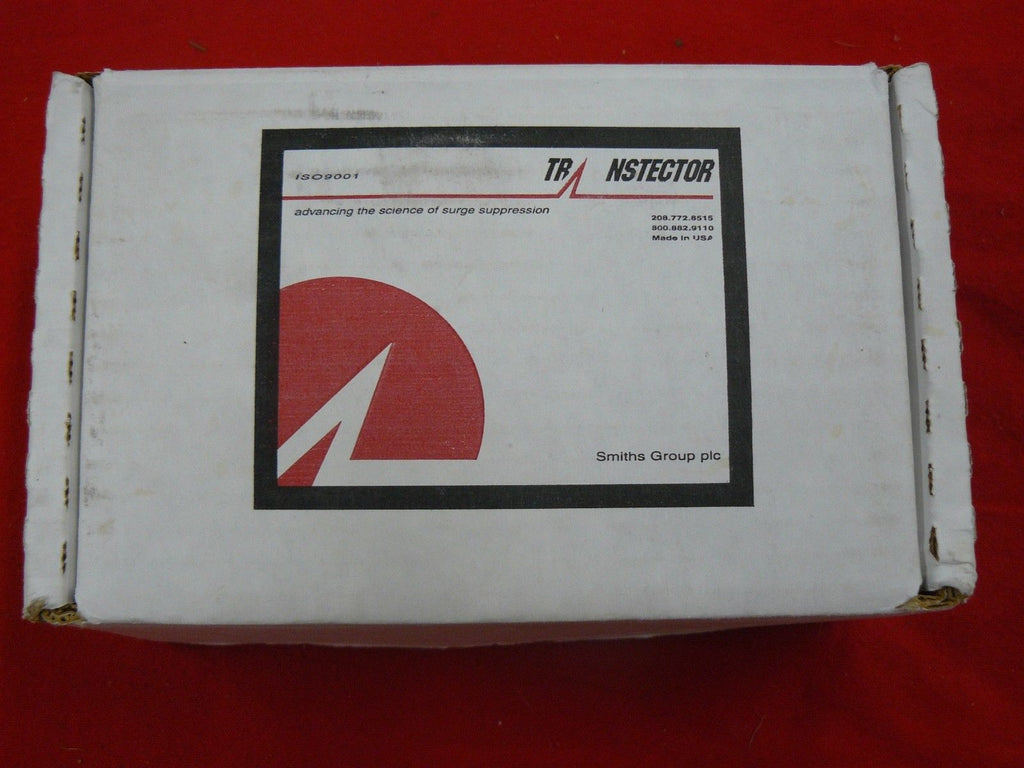 ISO9001
TRANSTECTOR
advancing the science of surge suppression
208.772.8515
800.882.9110
Made in USA
Smiths Group plc